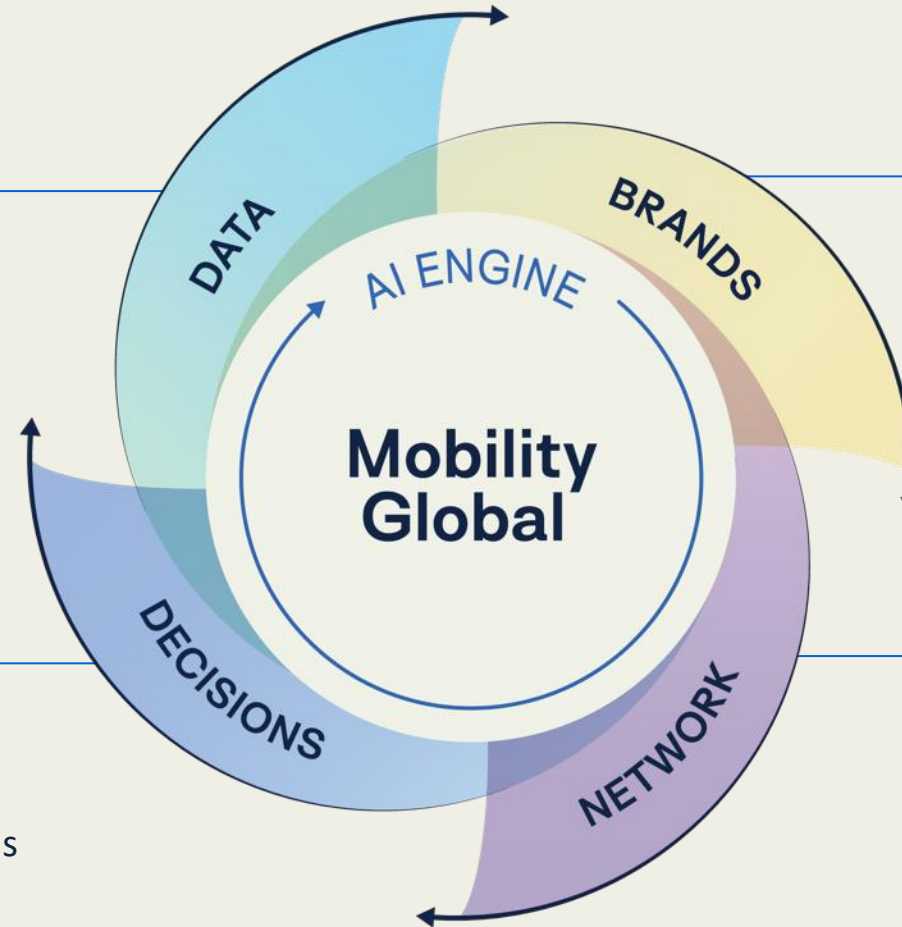 DATA
BRANDS
AI ENGINE
Mobility
Global
DECISIONS
NETWORK
s